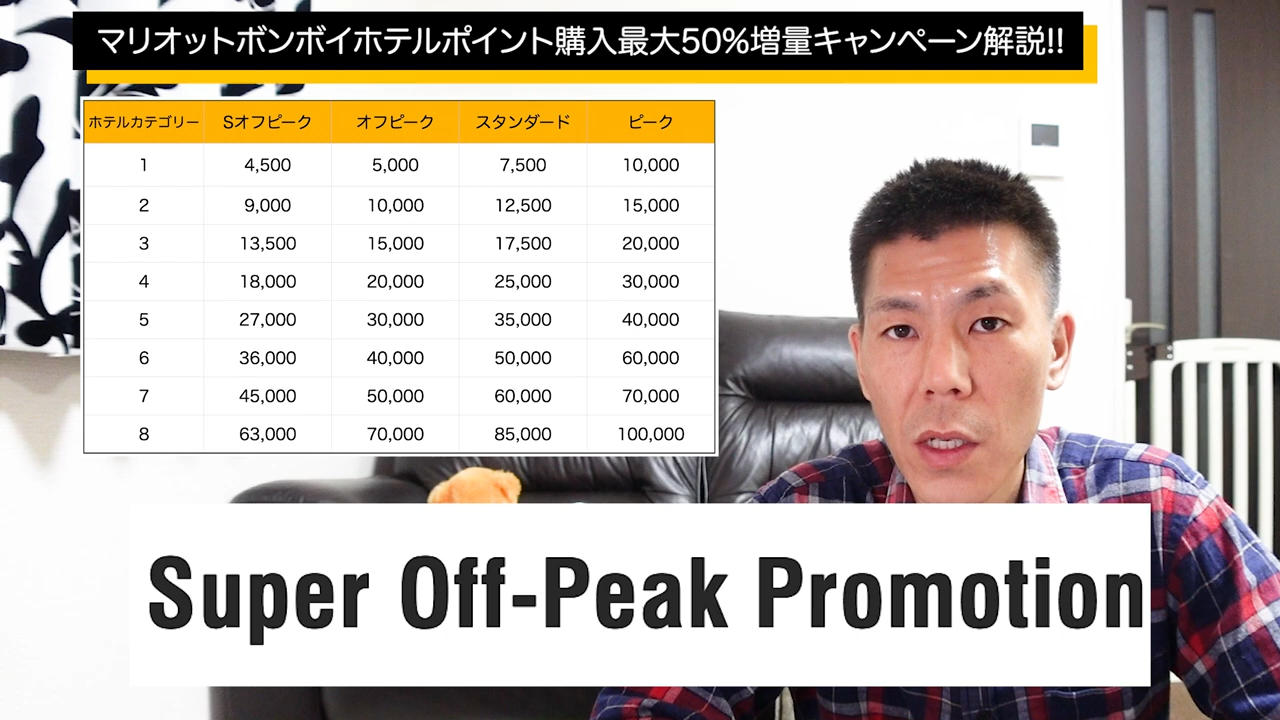 マリオットボンボイホテルポイント購入最大50%増量キャンペーン解説!!
ホテルカテゴリー Sオフピーク オフピーク スタンダード ピーク
1 4,500 5,000 7,500 10,000
2 9,000 10,000 12,500 15,000
3 13,500 15,000 17,500 20,000
4 18,000 20,000 25,000 30,000
5 27,000 30,000 35,000 40,000
6 36,000 40,000 50,000 60,000
7 45,000 50,000 60,000 70,000
8 63,000 70,000 85,000 100,000
Super Off-Peak Promotion